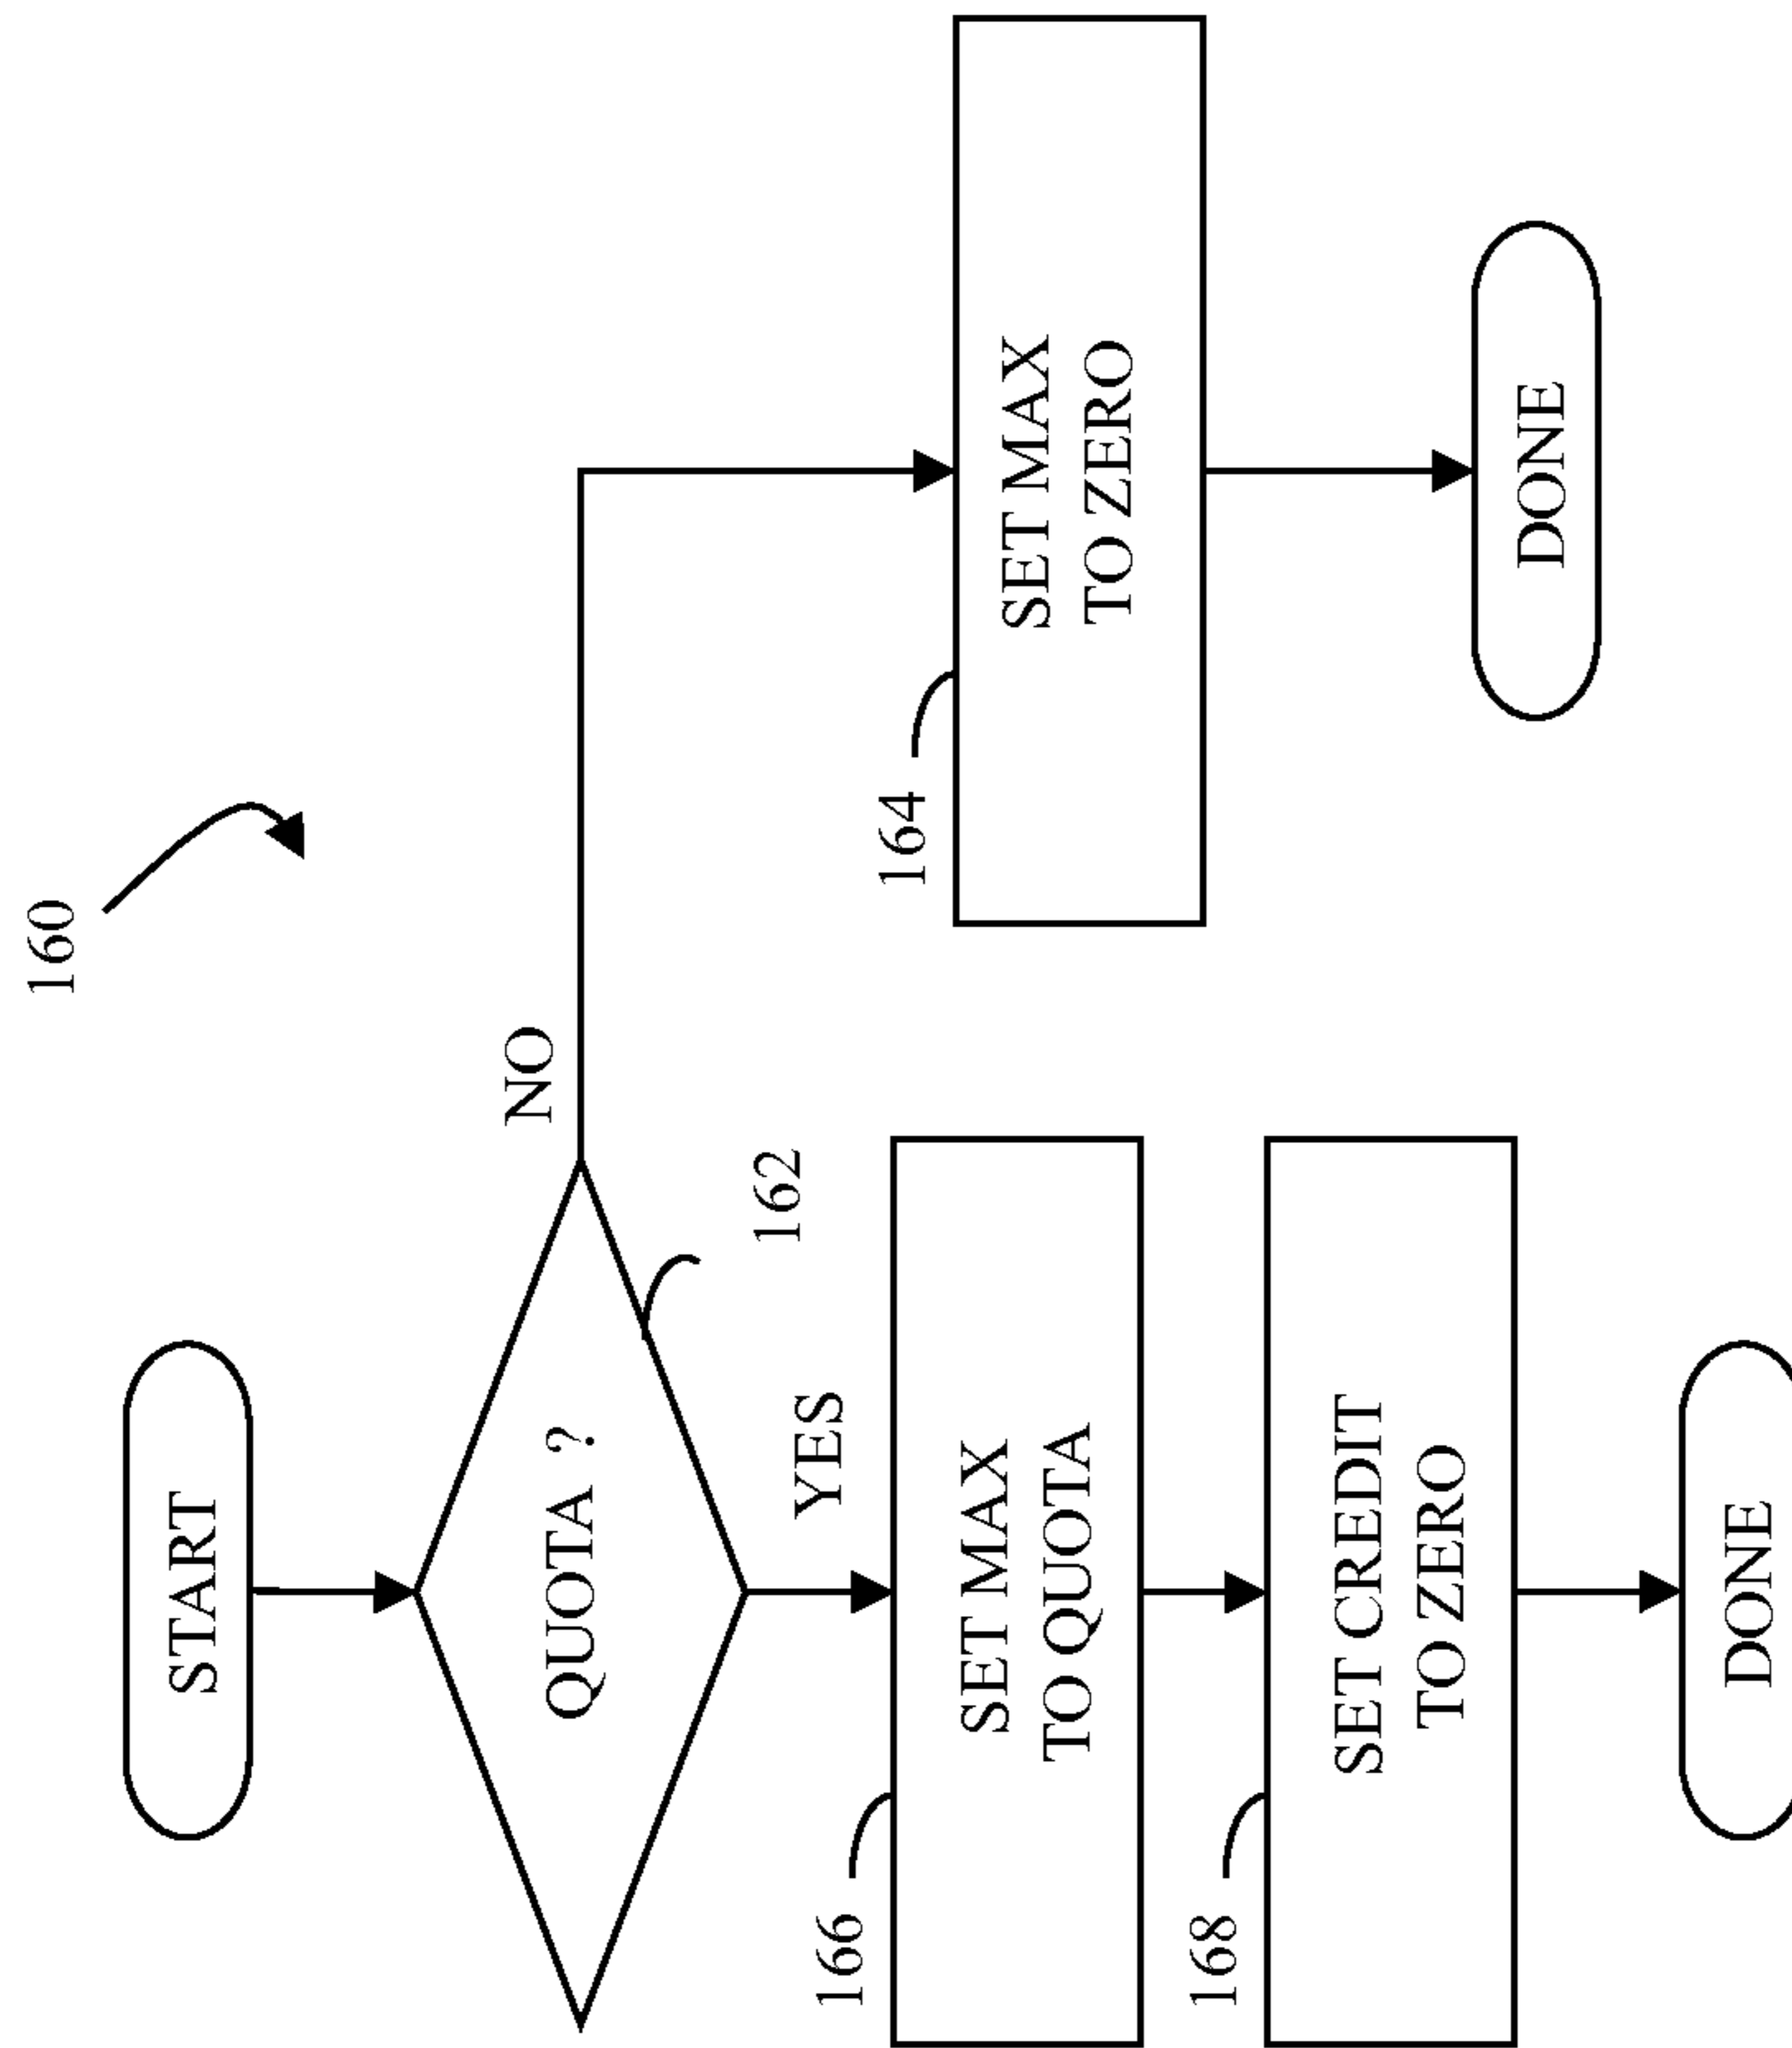 160
START
QUOTA ?
162
NO
YES
164
SET MAX
TO ZERO
DONE
166
SET MAX
TO QUOTA
168
SET CREDIT
TO ZERO
DONE